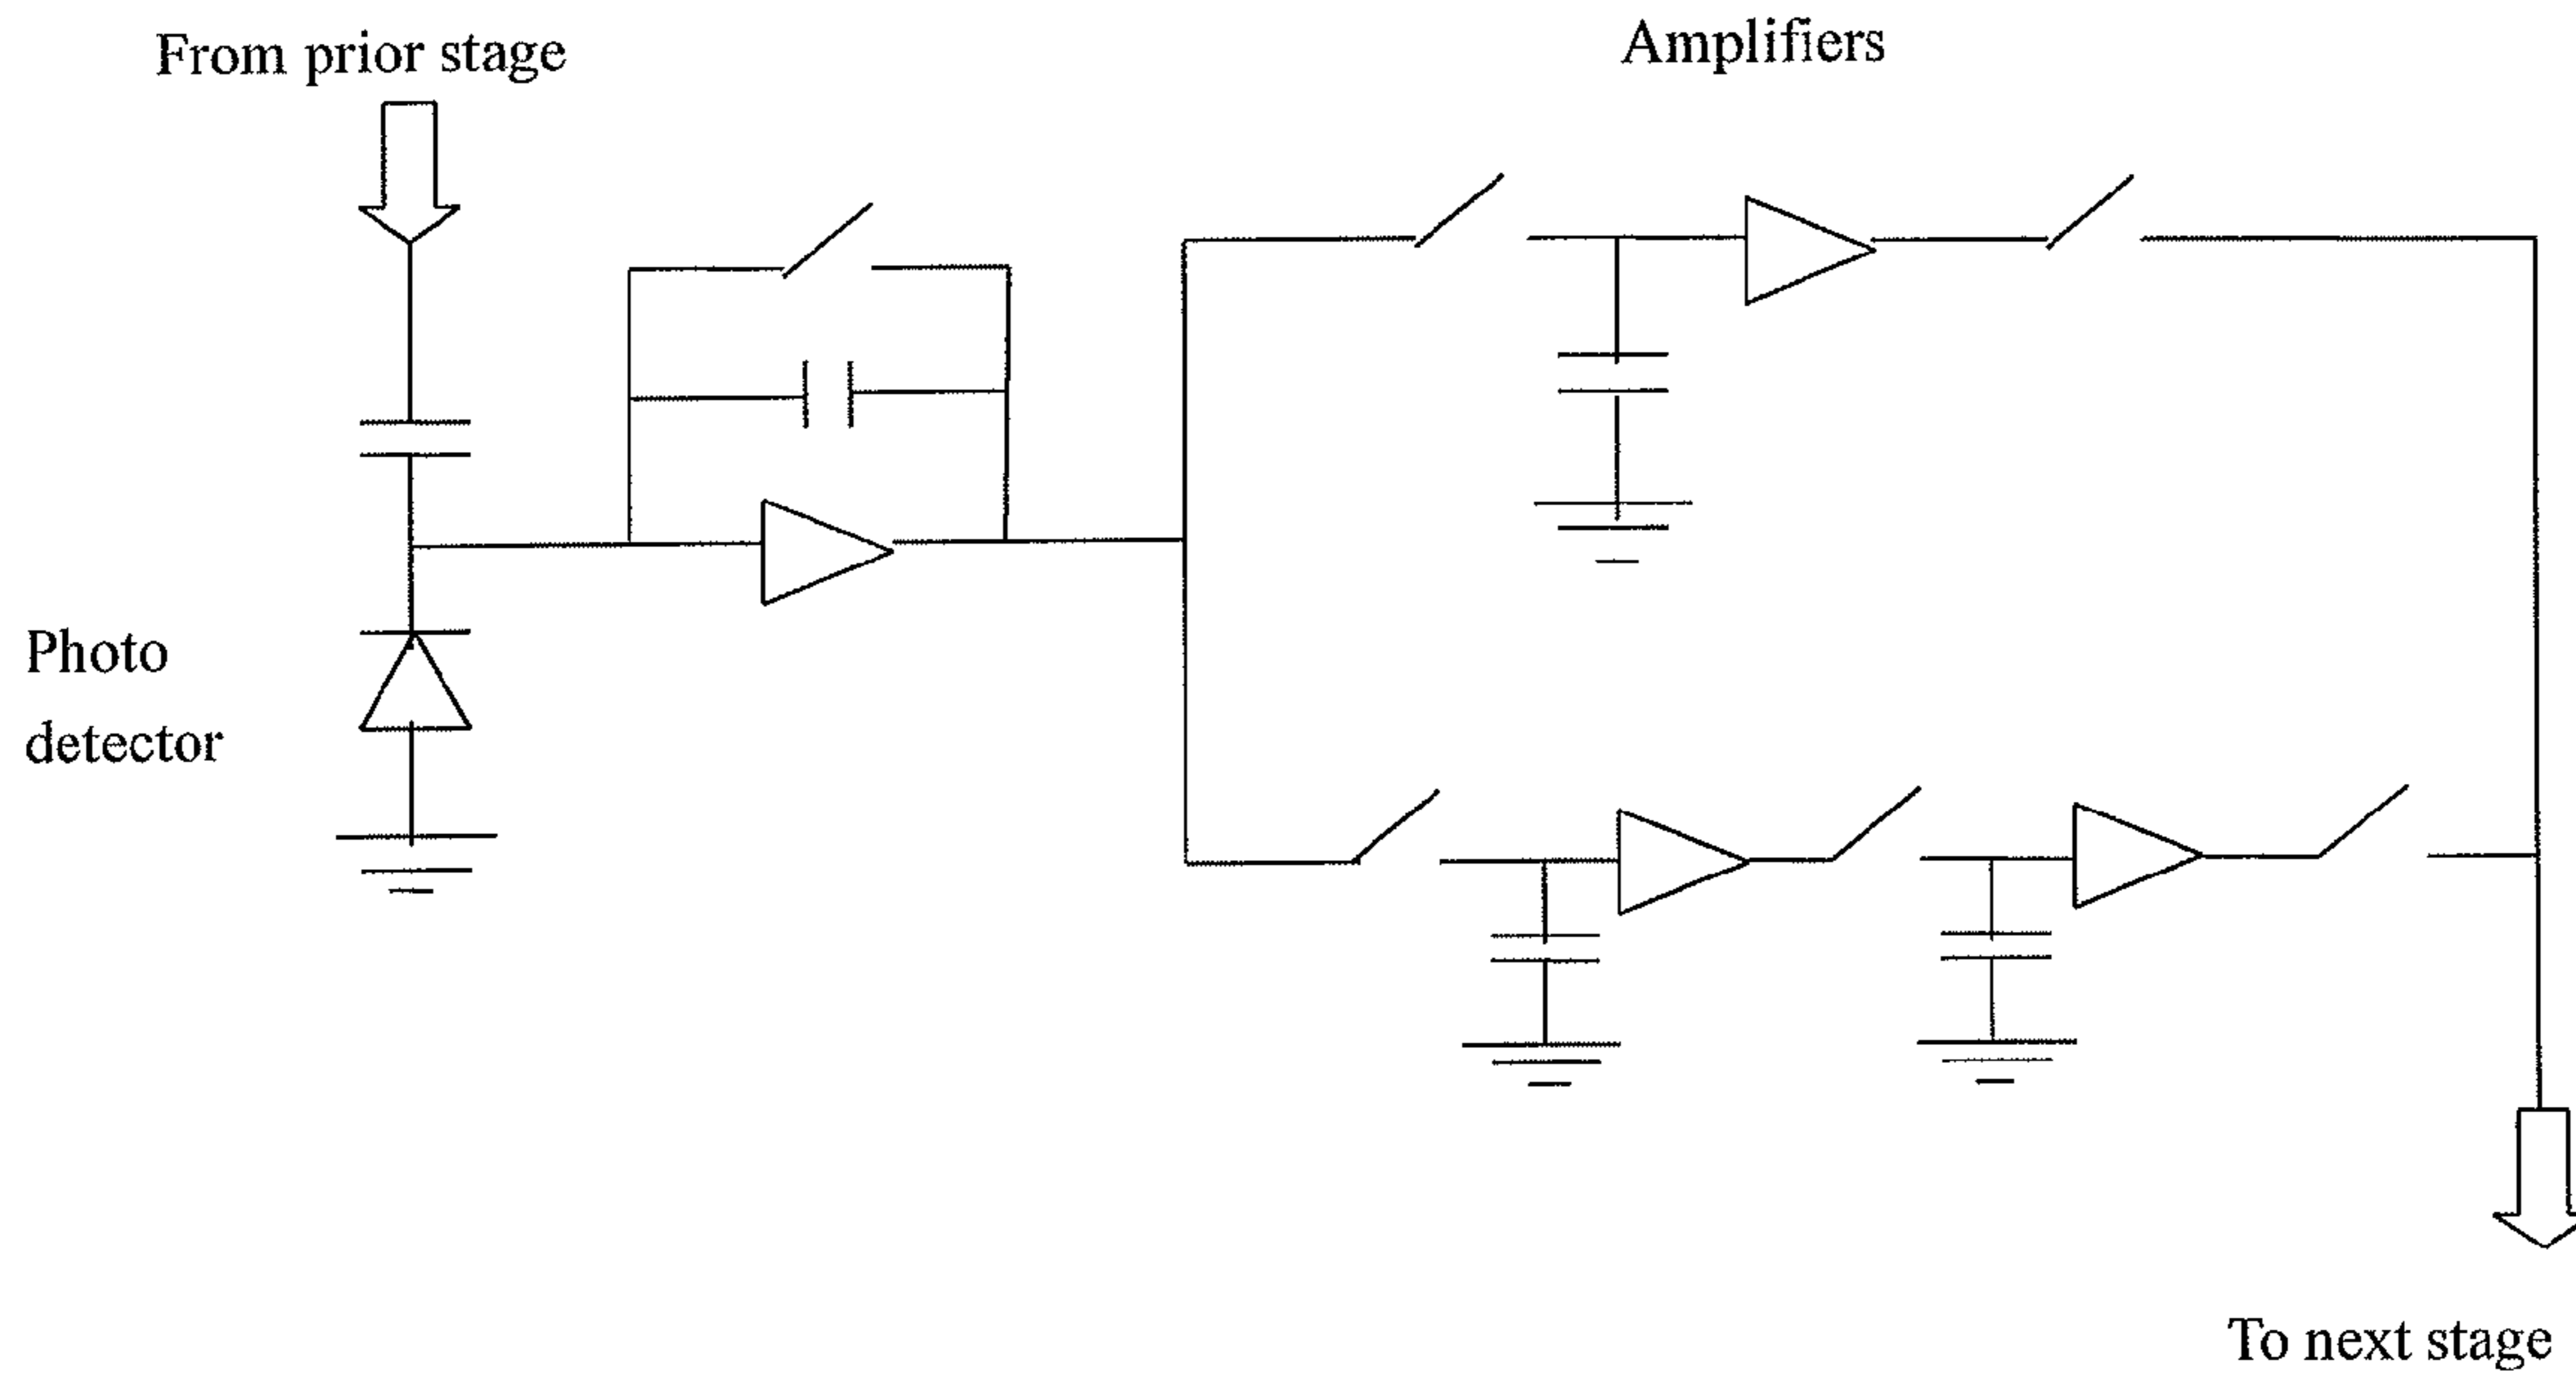 From prior stage
Amplifiers
Photo
detector
To next stage